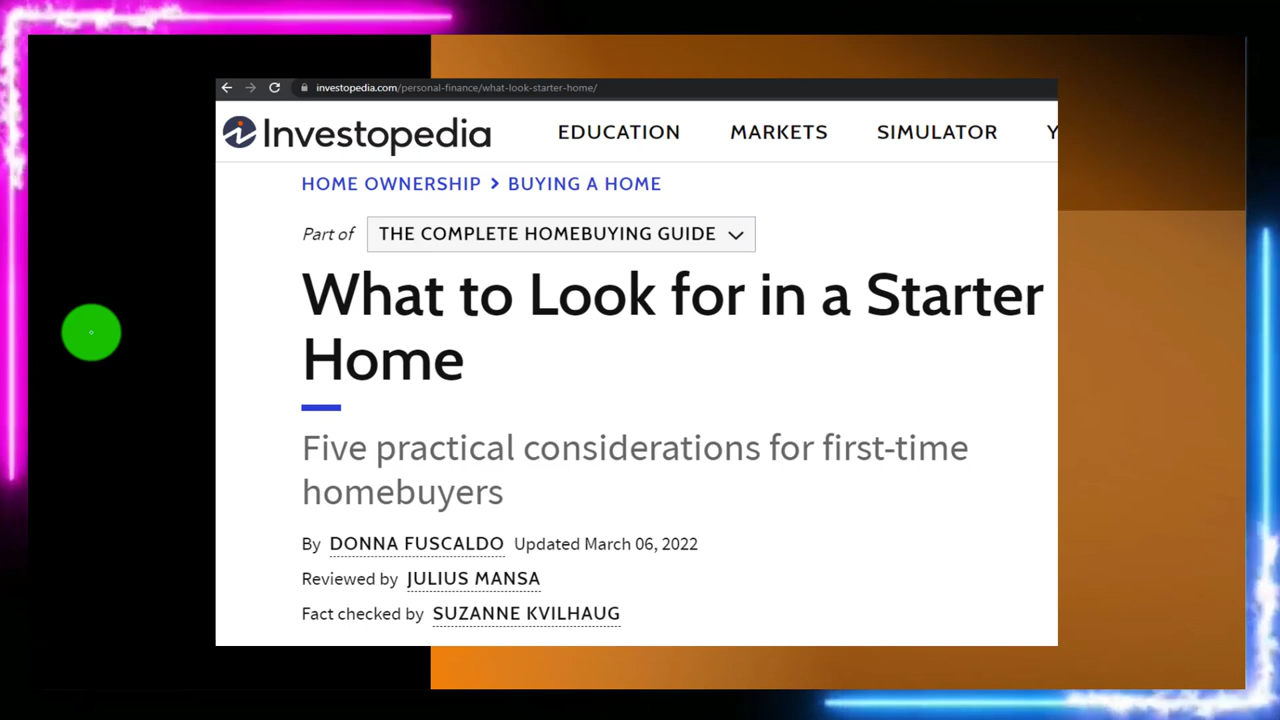 investopedia.com/personal-finance/what-look-starter-home/
Investopedia EDUCATION MARKETS SIMULATOR Y
HOME OWNERSHIP > BUYING A HOME
Part of THE COMPLETE HOMEBUYING GUIDE
What to Look for in a Starter
Home
Five practical considerations for first-time
homebuyers
By DONNA FUSCALDO Updated March 06, 2022
Reviewed by JULIUS MANSA
Fact checked by SUZANNE KVILHAUG